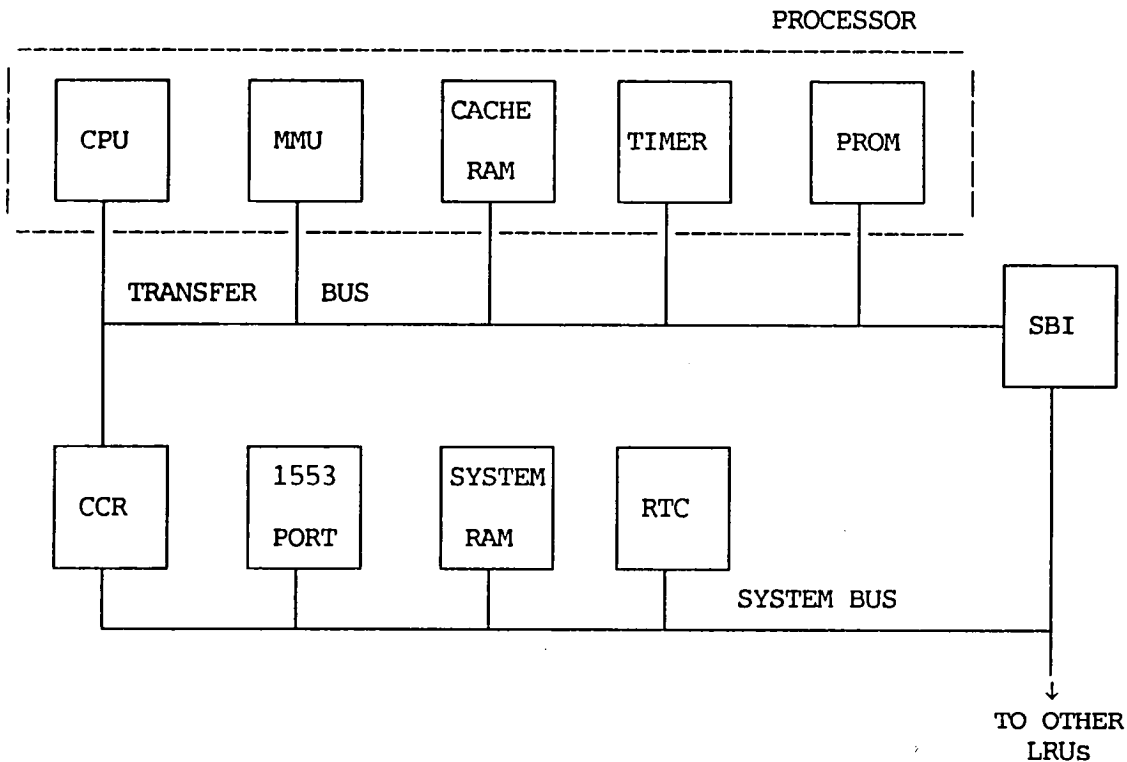 PROCESSOR
CPU
MMU
CACHE
RAM
TIMER
PROM
TRANSFER BUS
SBI
CCR
1553
PORT
SYSTEM
RAM
RTC
SYSTEM BUS
TO OTHER
LRUs